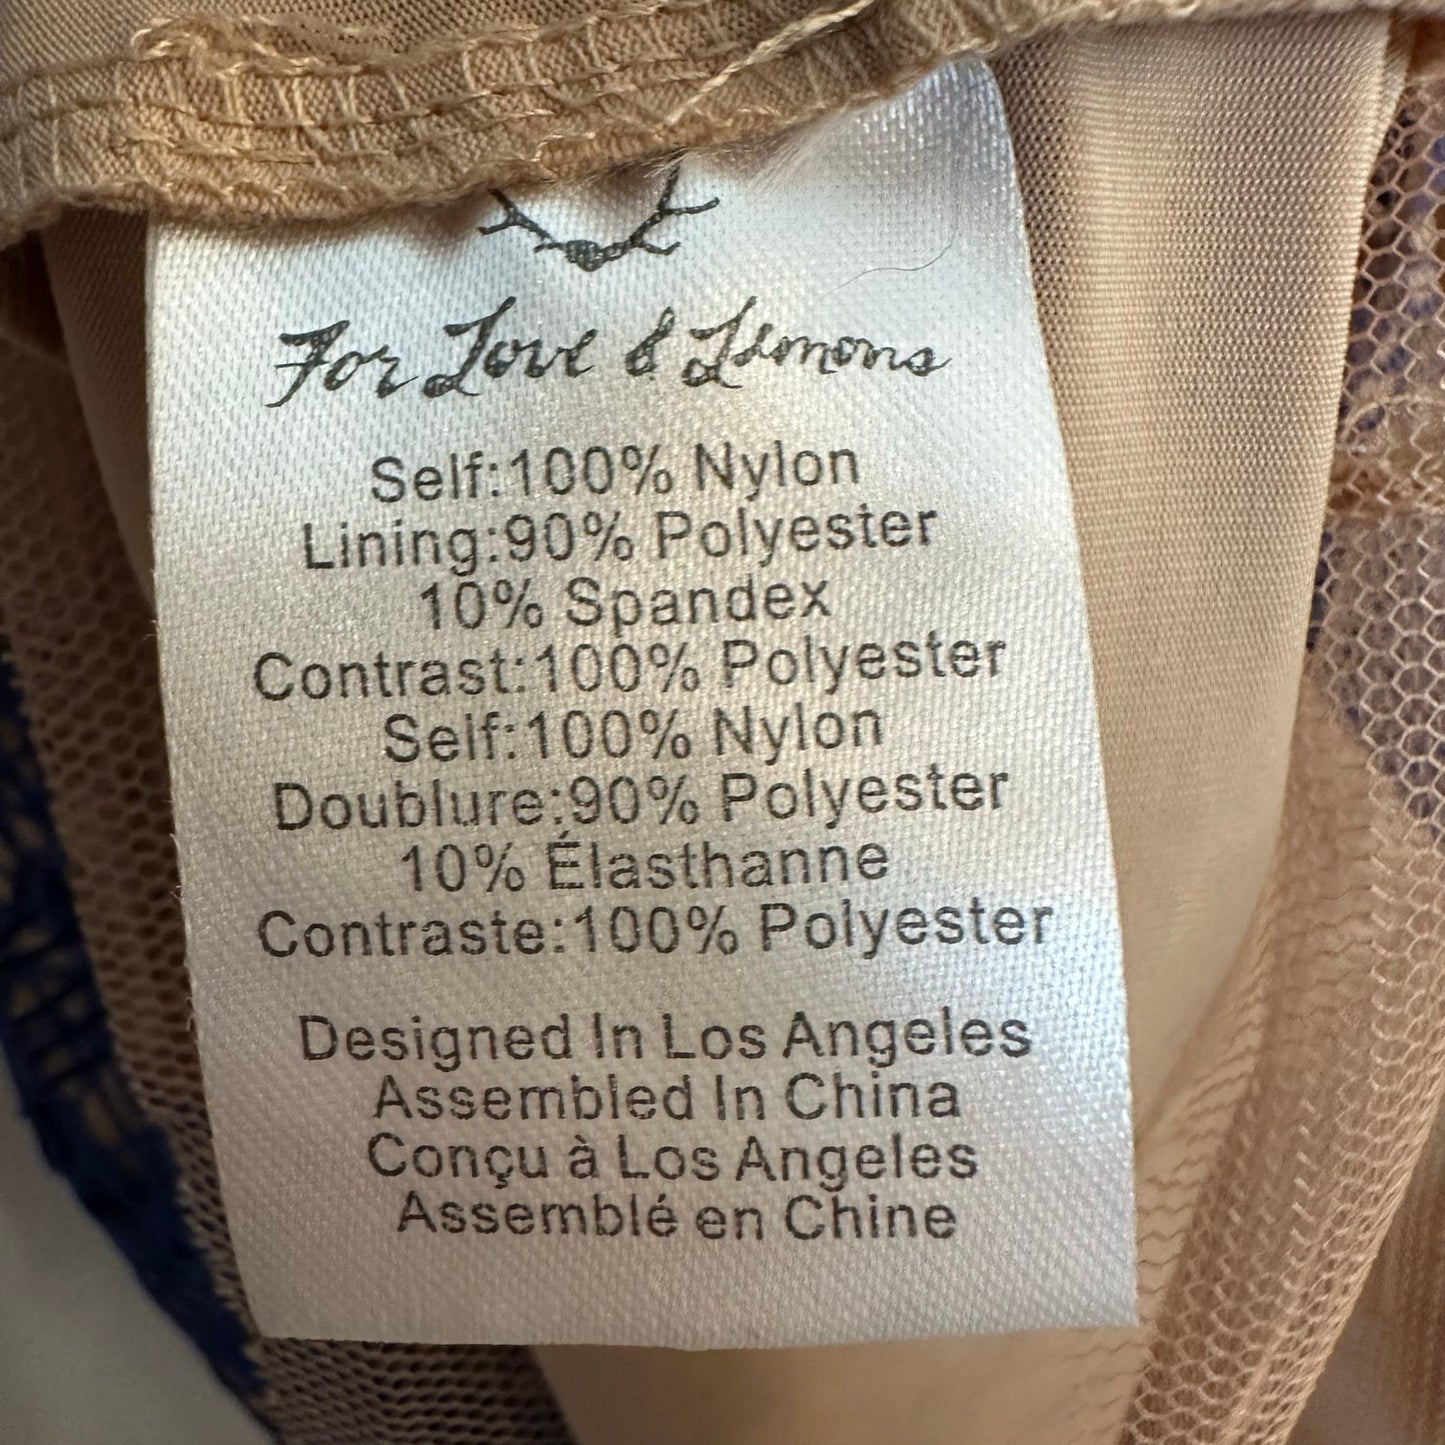 For Love & Lemons
Self:100% Nylon
Lining:90% Polyester
10% Spandex
Contrast:100% Polyester
Self:100% Nylon
Doublure:90% Polyester
10% Élasthanne
Contraste:100% Polyester
Designed In Los Angeles
Assembled In China
Conçu à Los Angeles
Assemblé en Chine